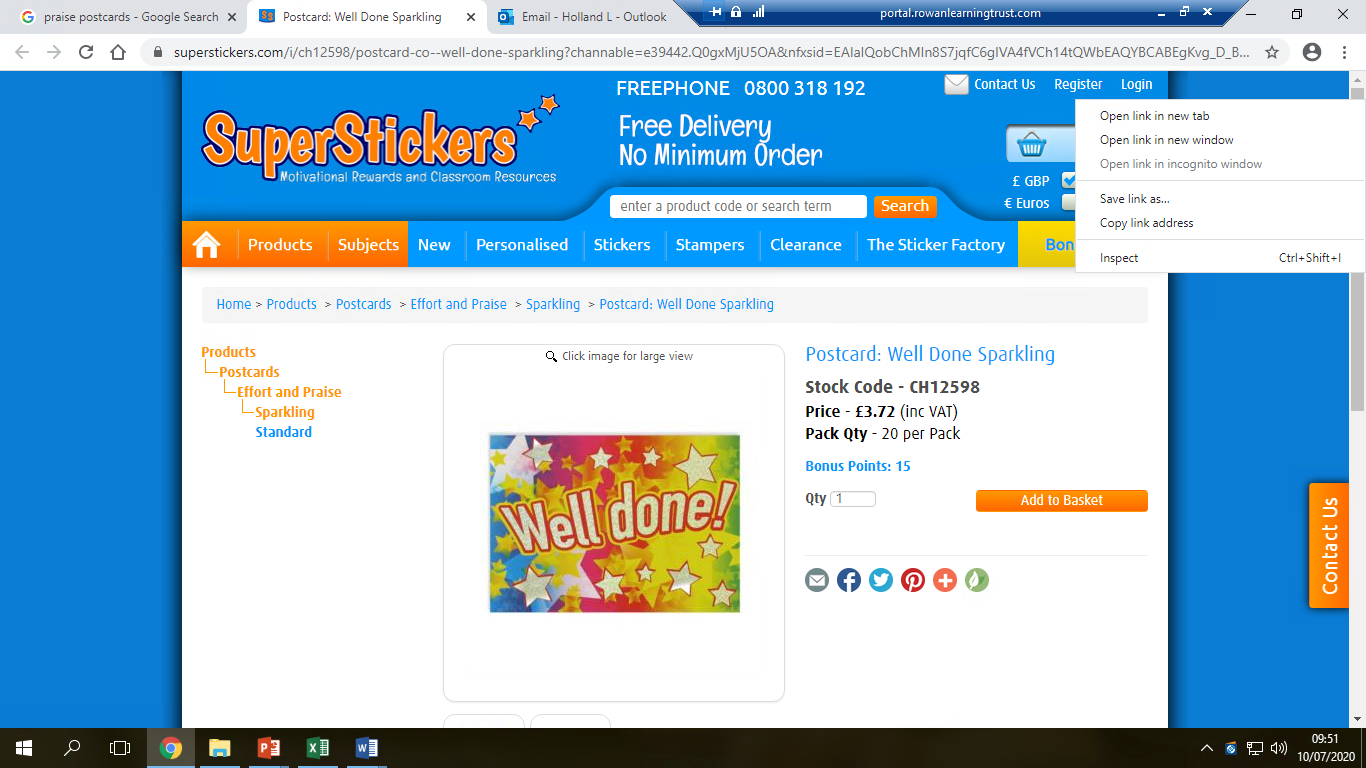 praise postcards - Google Search
Postcard: Well Done Sparkling
Email - Holland L - Outlook
portal.rowanlearningtrust.com
superstickers.com/i/ch12598/postcard-co--well-done-sparkling?channable=e39442.Q0gxMjU5OA&nfxsid=EAIaIQobChMIn8S7jqfC6gIVA4fVCh14tQWbEAQYBCABEgKvg_D_B...
FREEPHONE 0800 318 192
Contact Us Register Login
SuperStickers
Motivational Rewards and Classroom Resources
Free Delivery
No Minimum Order
£ GBP
€ Euros
enter a product code or search term
Search
Open link in new tab
Open link in new window
Open link in incognito window
Save link as...
Copy link address
Inspect Ctrl+Shift+I
Products Subjects New Personalised Stickers Stampers Clearance The Sticker Factory Bon
Home > Products > Postcards > Effort and Praise > Sparkling > Postcard: Well Done Sparkling
Products
Postcards
Effort and Praise
Sparkling
Standard
Click image for large view
Well done!
Postcard: Well Done Sparkling
Stock Code - CH12598
Price - £3.72 (inc VAT)
Pack Qty - 20 per Pack
Bonus Points: 15
Qty 1
Add to Basket
Contact Us
09:51
10/07/2020